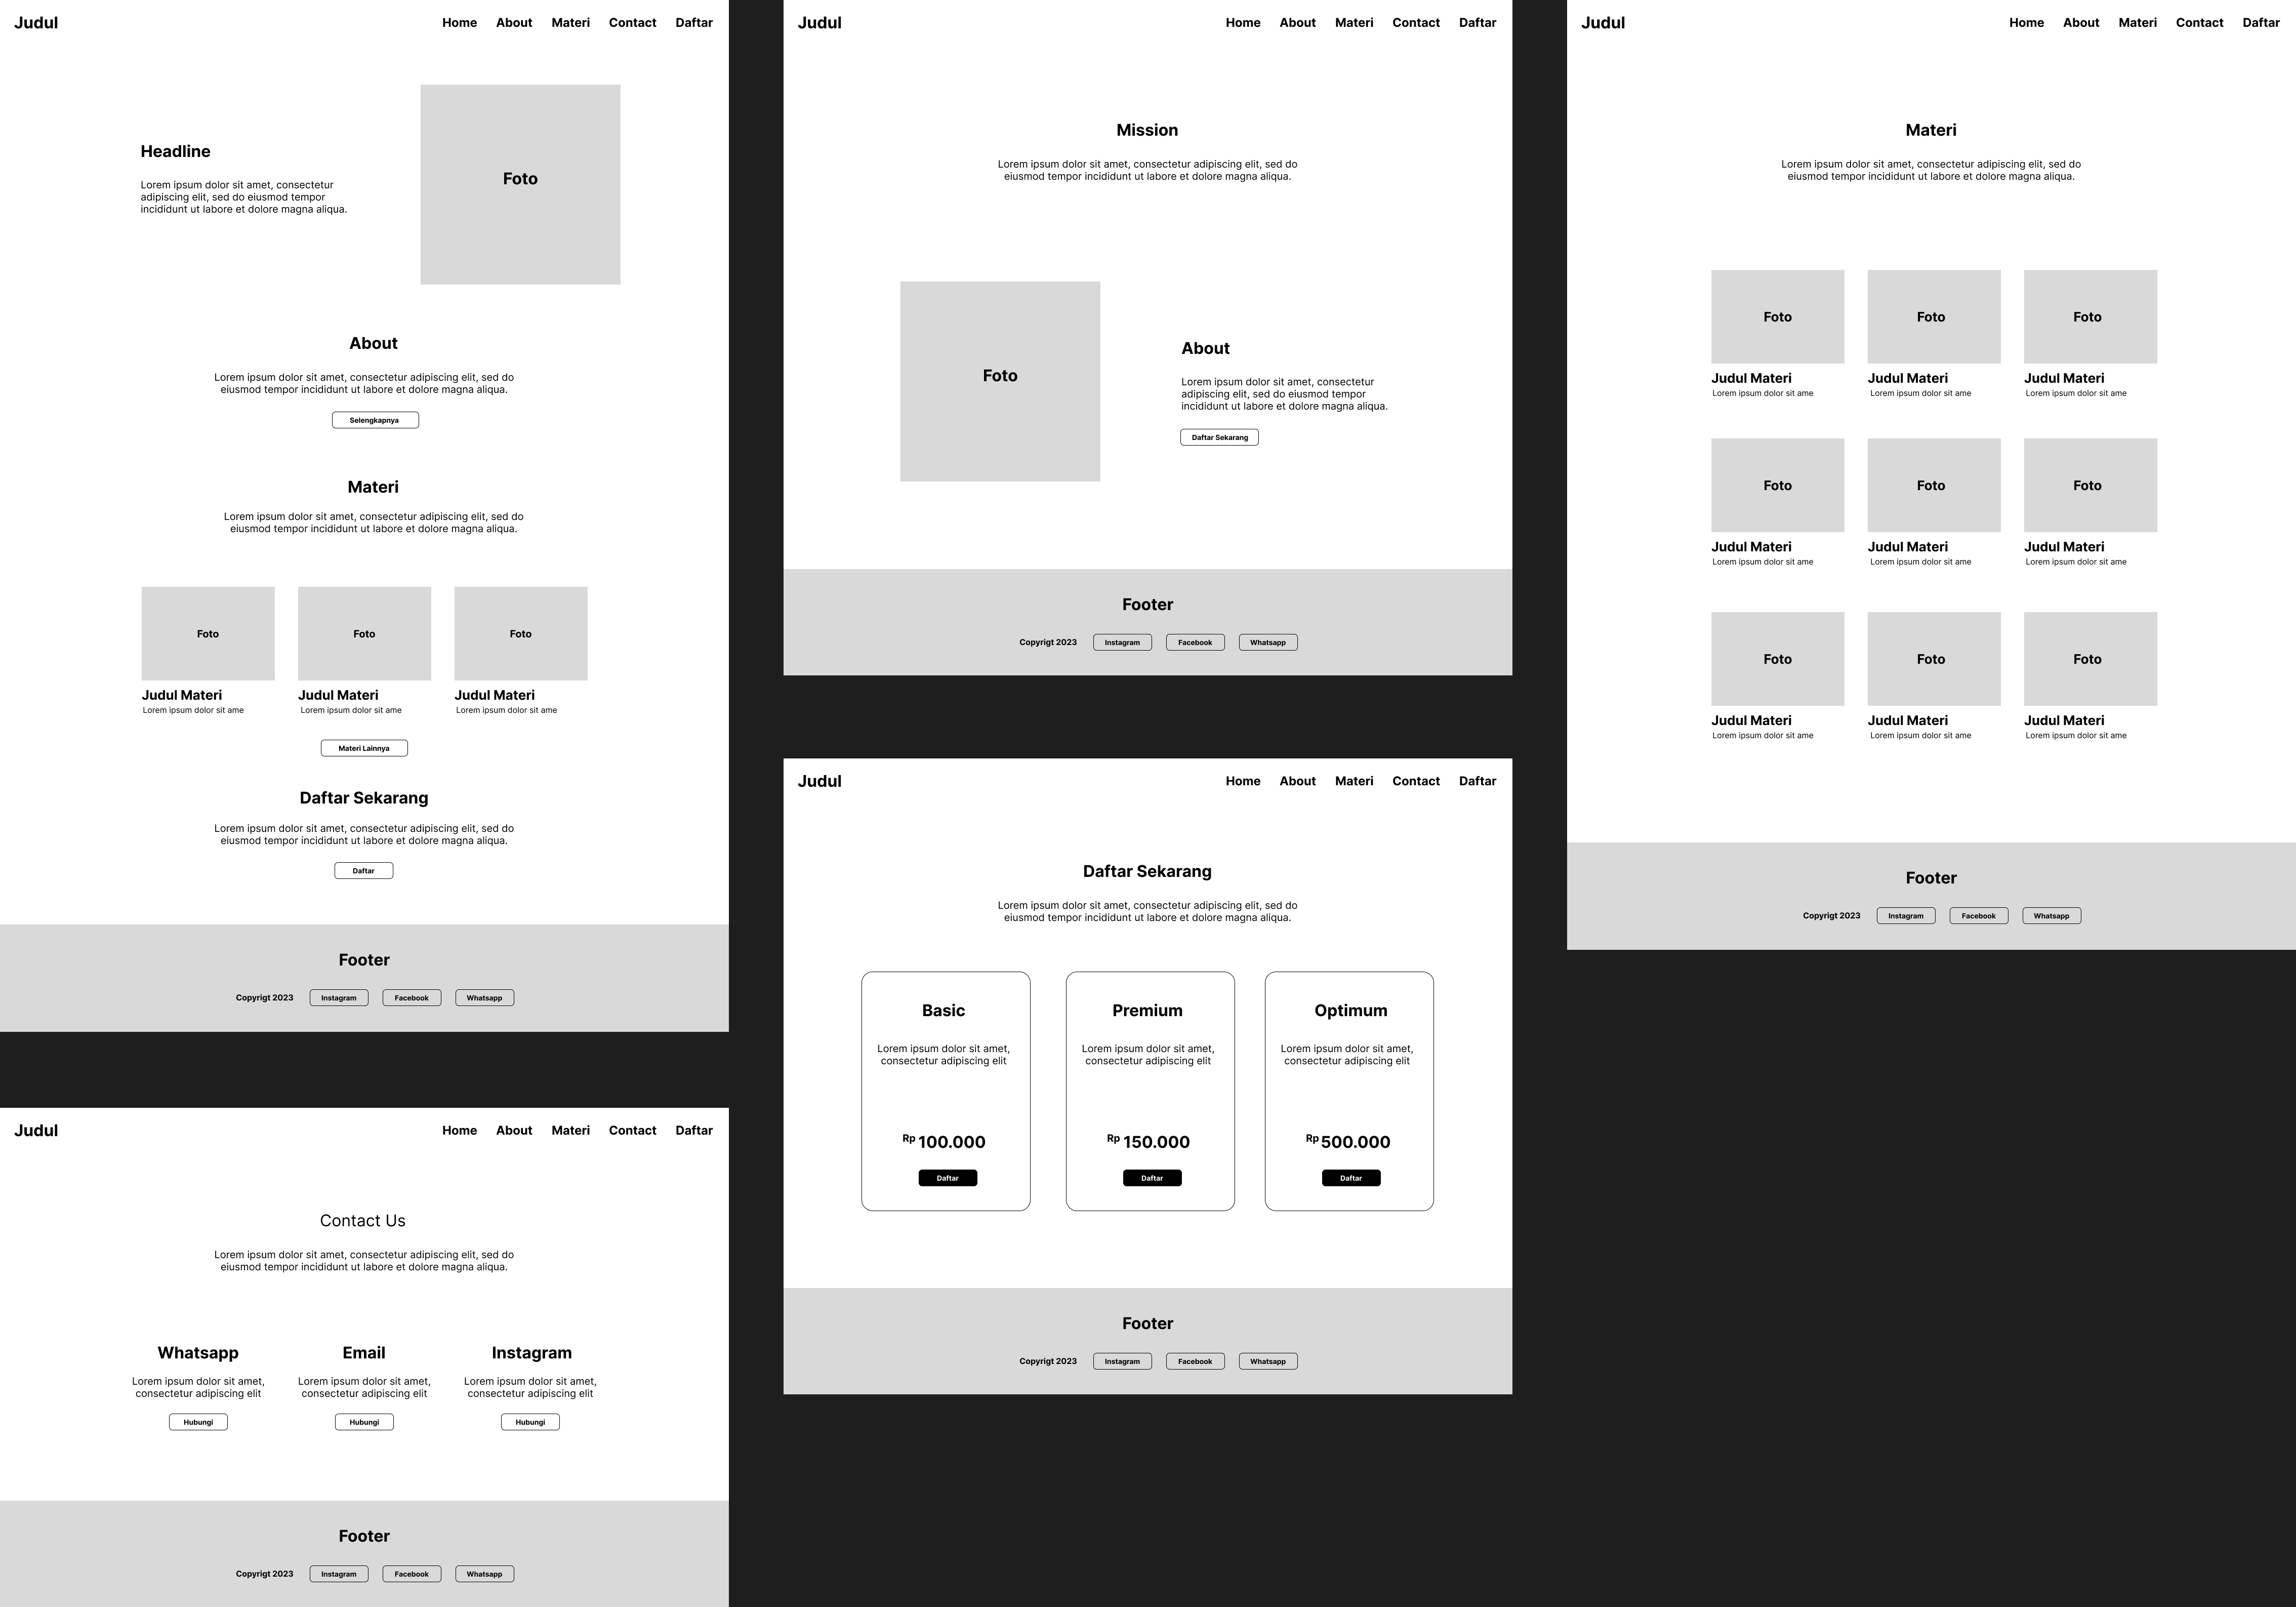 Judul
Home About Materi Contact Daftar
Headline
Lorem ipsum dolor sit amet, consectetur
adipiscing elit, sed do eiusmod tempor
incididunt ut labore et dolore magna aliqua.
Foto
About
Lorem ipsum dolor sit amet, consectetur adipiscing elit, sed do
eiusmod tempor incididunt ut labore et dolore magna aliqua.
Selengkapnya
Materi
Lorem ipsum dolor sit amet, consectetur adipiscing elit, sed do
eiusmod tempor incididunt ut labore et dolore magna aliqua.
Foto Foto Foto
Judul Materi Judul Materi Judul Materi
Lorem ipsum dolor sit ame Lorem ipsum dolor sit ame Lorem ipsum dolor sit ame
Materi Lainnya
Daftar Sekarang
Lorem ipsum dolor sit amet, consectetur adipiscing elit, sed do
eiusmod tempor incididunt ut labore et dolore magna aliqua.
Daftar
Footer
Copyrigt 2023 Instagram Facebook Whatsapp
Judul
Home About Materi Contact Daftar
Contact Us
Lorem ipsum dolor sit amet, consectetur adipiscing elit, sed do
eiusmod tempor incididunt ut labore et dolore magna aliqua.
Whatsapp Email Instagram
Lorem ipsum dolor sit amet, Lorem ipsum dolor sit amet, Lorem ipsum dolor sit amet,
consectetur adipiscing elit consectetur adipiscing elit consectetur adipiscing elit
Hubungi Hubungi Hubungi
Footer
Copyrigt 2023 Instagram Facebook Whatsapp
Judul
Home About Materi Contact Daftar
Mission
Lorem ipsum dolor sit amet, consectetur adipiscing elit, sed do
eiusmod tempor incididunt ut labore et dolore magna aliqua.
Foto
About
Lorem ipsum dolor sit amet, consectetur
adipiscing elit, sed do eiusmod tempor
incididunt ut labore et dolore magna aliqua.
Daftar Sekarang
Footer
Copyrigt 2023 Instagram Facebook Whatsapp
Judul
Home About Materi Contact Daftar
Daftar Sekarang
Lorem ipsum dolor sit amet, consectetur adipiscing elit, sed do
eiusmod tempor incididunt ut labore et dolore magna aliqua.
Basic Premium Optimum
Lorem ipsum dolor sit amet, Lorem ipsum dolor sit amet, Lorem ipsum dolor sit amet,
consectetur adipiscing elit consectetur adipiscing elit consectetur adipiscing elit
Rp 100.000 Rp 150.000 Rp 500.000
Daftar Daftar Daftar
Footer
Copyrigt 2023 Instagram Facebook Whatsapp
Judul
Home About Materi Contact Daftar
Materi
Lorem ipsum dolor sit amet, consectetur adipiscing elit, sed do
eiusmod tempor incididunt ut labore et dolore magna aliqua.
Foto Foto Foto
Judul Materi Judul Materi Judul Materi
Lorem ipsum dolor sit ame Lorem ipsum dolor sit ame Lorem ipsum dolor sit ame
Foto Foto Foto
Judul Materi Judul Materi Judul Materi
Lorem ipsum dolor sit ame Lorem ipsum dolor sit ame Lorem ipsum dolor sit ame
Foto Foto Foto
Judul Materi Judul Materi Judul Materi
Lorem ipsum dolor sit ame Lorem ipsum dolor sit ame Lorem ipsum dolor sit ame
Footer
Copyrigt 2023 Instagram Facebook Whatsapp